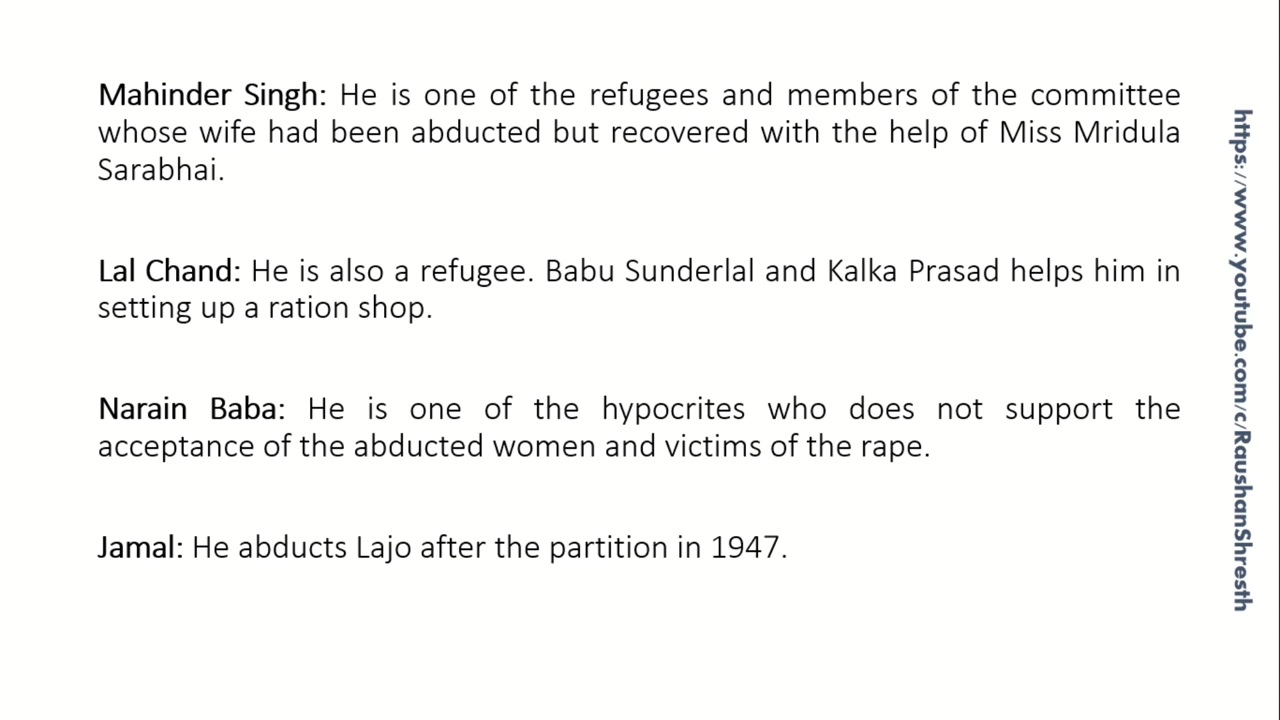 Mahinder Singh: He is one of the refugees and members of the committee
whose wife had been abducted but recovered with the help of Miss Mridula
Sarabhai.
Lal Chand: He is also a refugee. Babu Sunderlal and Kalka Prasad helps him in
setting up a ration shop.
Narain Baba: He is one of the hypocrites who does not support the
acceptance of the abducted women and victims of the rape.
Jamal: He abducts Lajo after the partition in 1947.
https://www.youtube.com/c/RaushanShresth